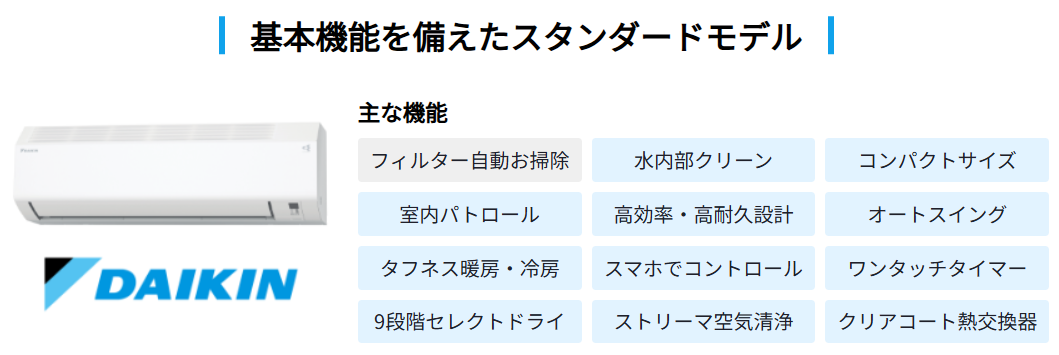 基本機能を備えたスタンダードモデル
主な機能
フィルター自動お掃除
水内部クリーン
コンパクトサイズ
室内パトロール
高効率・高耐久設計
オートスイング
タフネス暖房・冷房
スマホでコントロール
ワンタッチタイマー
9段階セレクトドライ
ストリーマ空気清浄
クリアコート熱交換器
DAIKIN